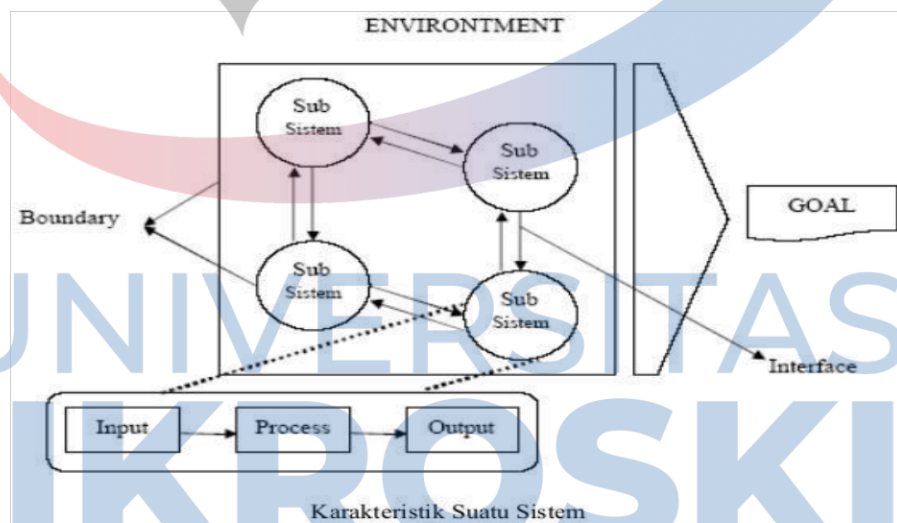 ENVIRONTMENT
Sub
Sistem
Sub
Sistem
Boundary
GOAL
Sub
Sistem
Sub
Sistem
Interface
Input
Process
Output
Karakteristik Suatu Sistem
UNIVERSITAS
IKROSKI